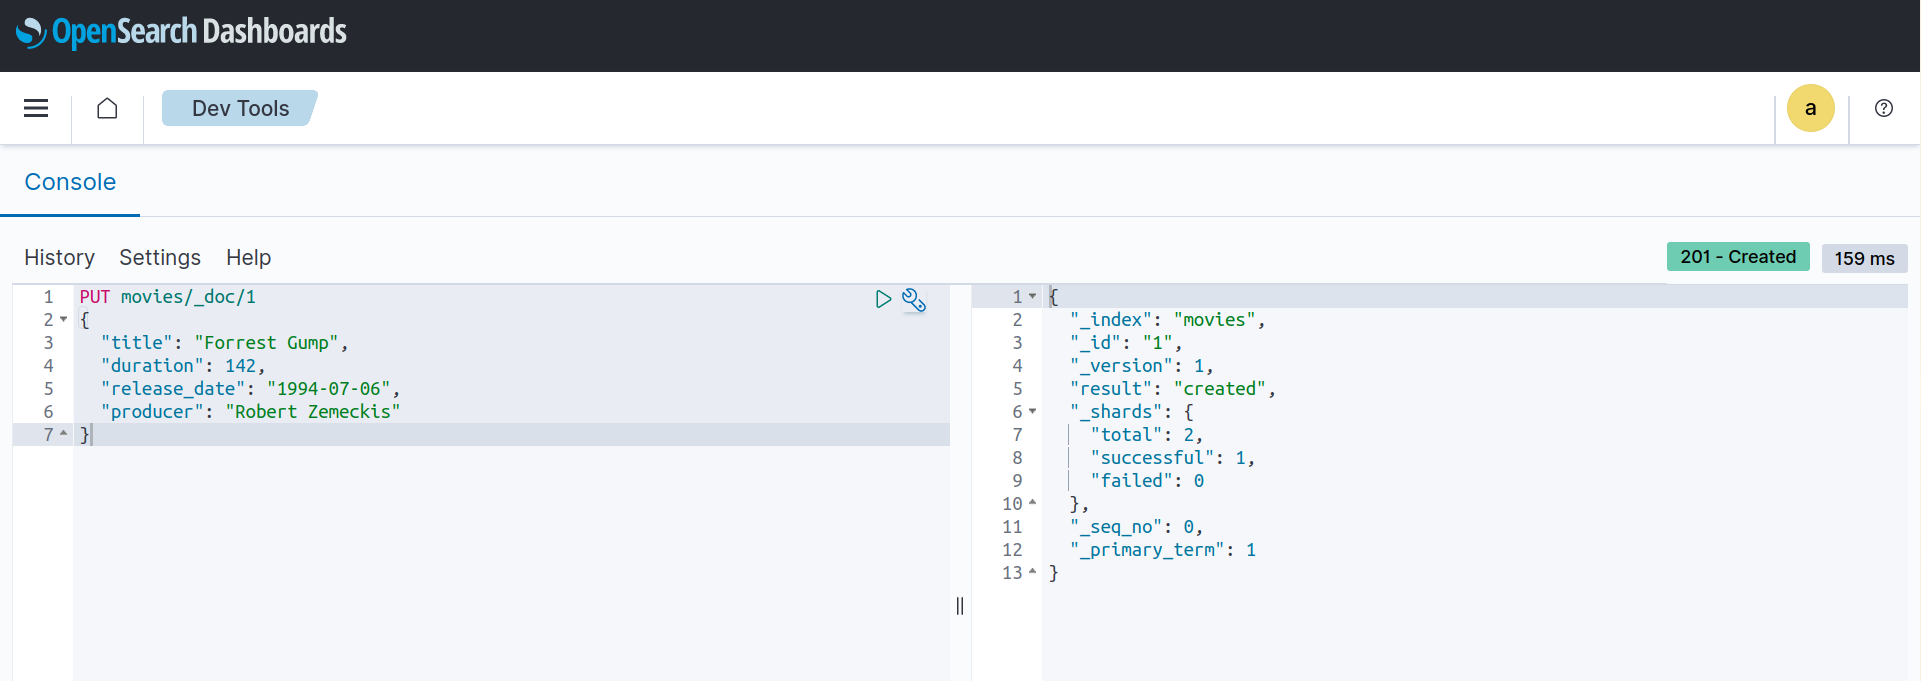 OpenSearch Dashboards
Dev Tools
a
?
Console
History Settings Help
201 - Created
159 ms
1 PUT movies/_doc/1
2 {
3 "title": "Forrest Gump",
4 "duration": 142,
5 "release_date": "1994-07-06",
6 "producer": "Robert Zemeckis"
7 }
1 {
2 "_index": "movies",
3 "_id": "1",
4 "_version": 1,
5 "result": "created",
6 "_shards": {
7 "total": 2,
8 "successful": 1,
9 "failed": 0
10 },
11 "_seq_no": 0,
12 "_primary_term": 1
13 }